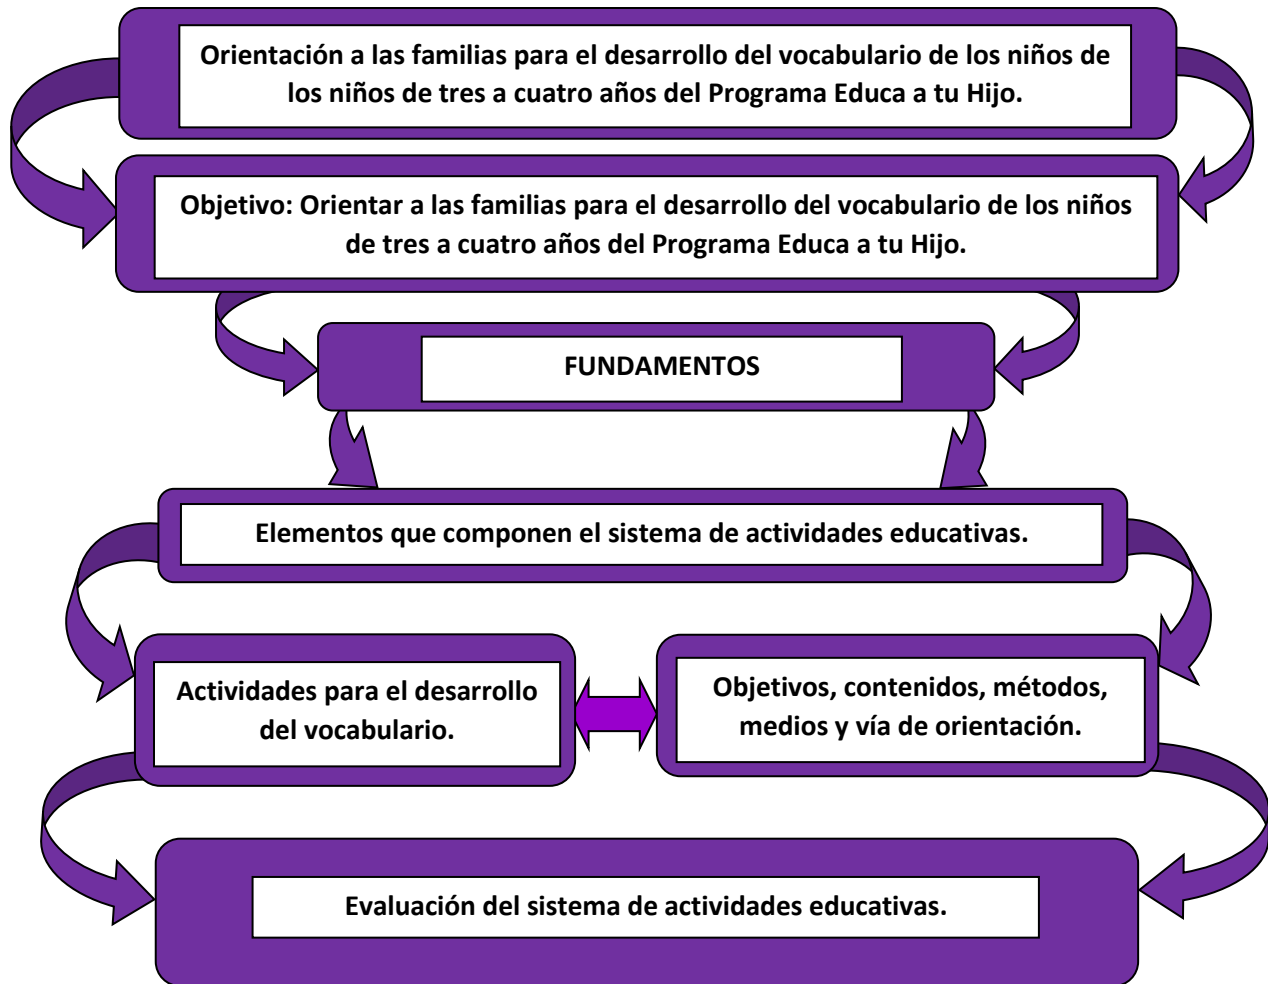 Orientación a las familias para el desarrollo del vocabulario de los niños de
los niños de tres a cuatro años del Programa Educa a tu Hijo.
Objetivo: Orientar a las familias para el desarrollo del vocabulario de los niños
de tres a cuatro años del Programa Educa a tu Hijo.
FUNDAMENTOS
Elementos que componen el sistema de actividades educativas.
Actividades para el desarrollo
del vocabulario.
Objetivos, contenidos, métodos,
medios y vía de orientación.
Evaluación del sistema de actividades educativas.